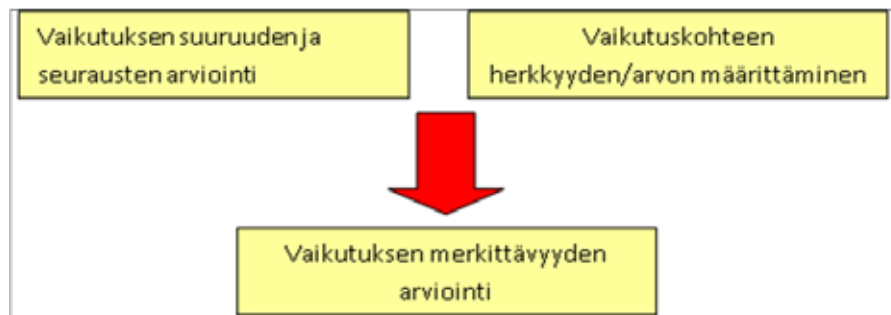 Vaikutuksen suuruuden ja
seurausten arviointi
Vaikutuskohteen
herkkyyden/arvon määrittäminen
Vaikutuksen merkittävyyden
arviointi